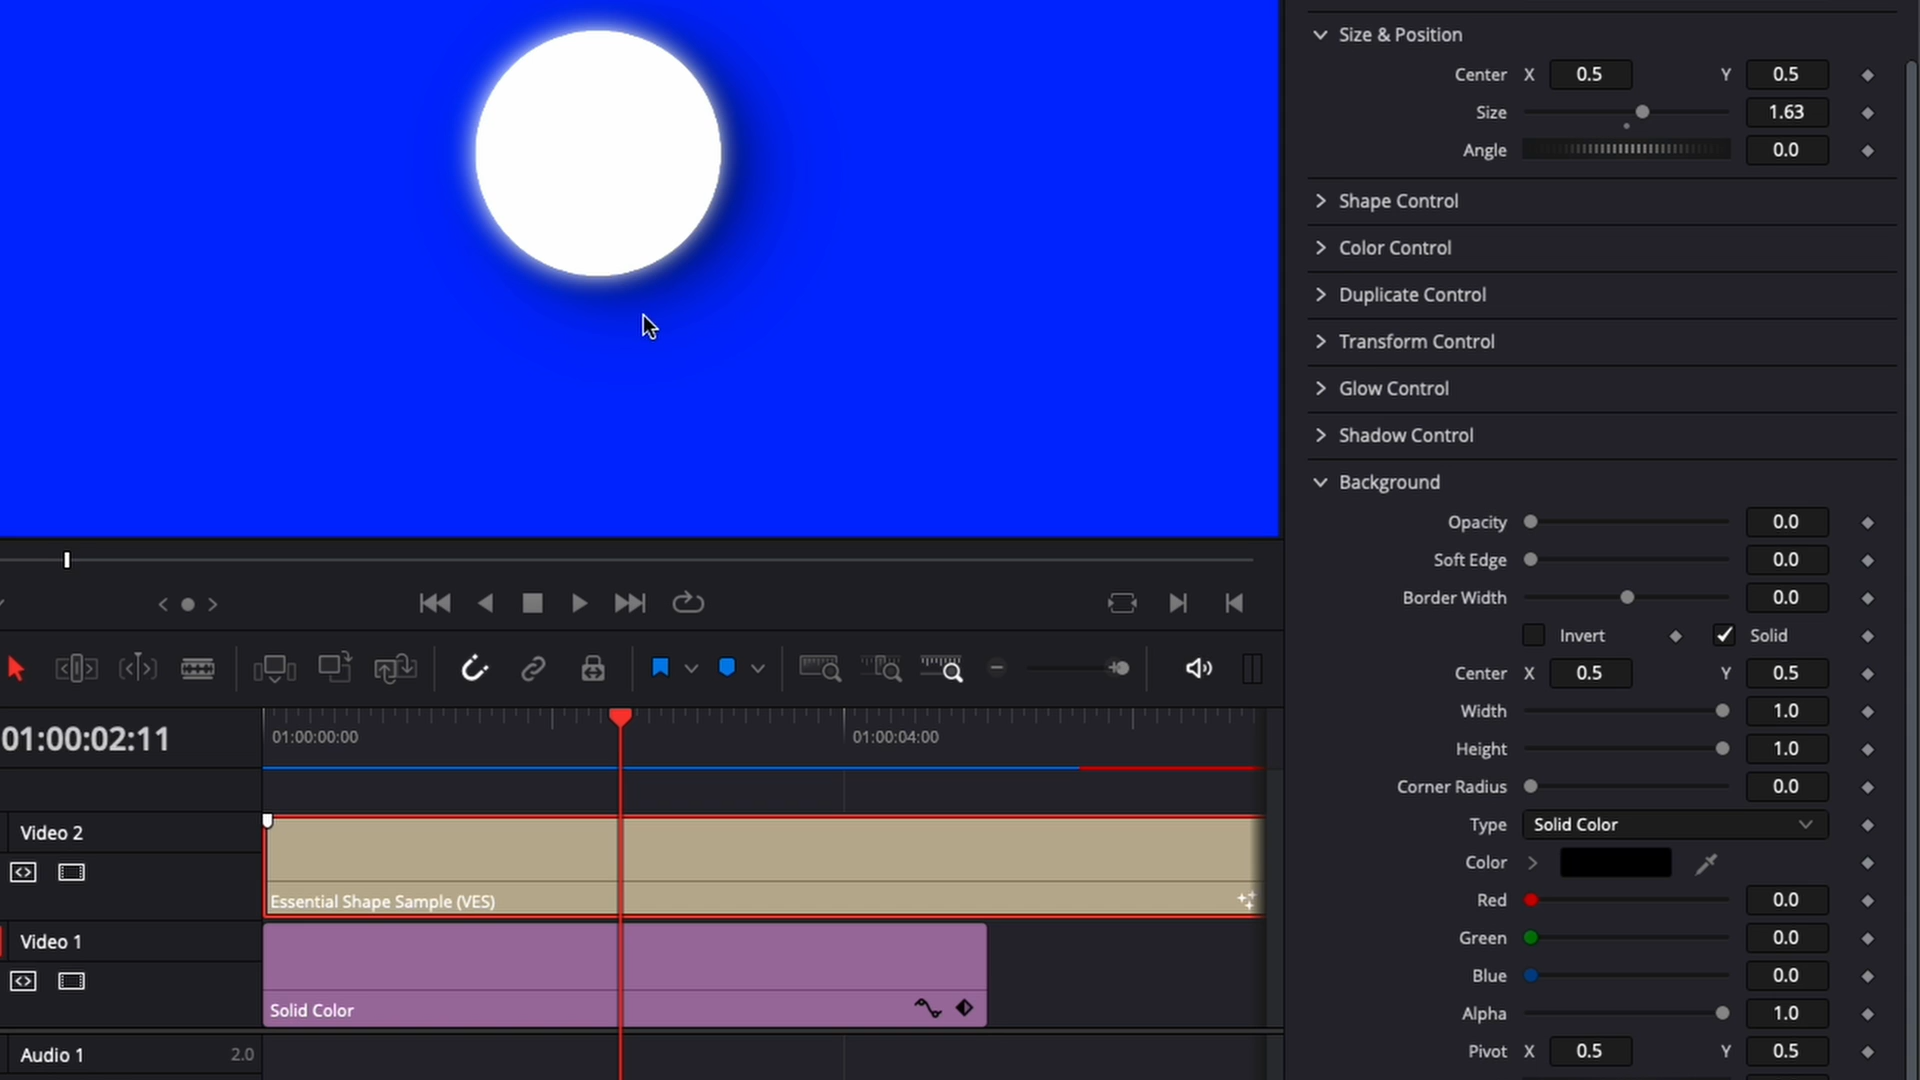 Size & Position
Center X 0.5 Y 0.5
Size 1.63
Angle 0.0
Shape Control
Color Control
Duplicate Control
Transform Control
Glow Control
Shadow Control
Background
Opacity 0.0
Soft Edge 0.0
Border Width 0.0
Invert Solid
Center X 0.5 Y 0.5
Width 1.0
Height 1.0
Corner Radius 0.0
Type Solid Color
Color
Red 0.0
Green 0.0
Blue 0.0
Alpha 1.0
Pivot X 0.5 Y 0.5
01:00:02:11
01:00:00:00
01:00:04:00
Video 2
Essential Shape Sample (VES)
Video 1
Solid Color
Audio 1 2.0